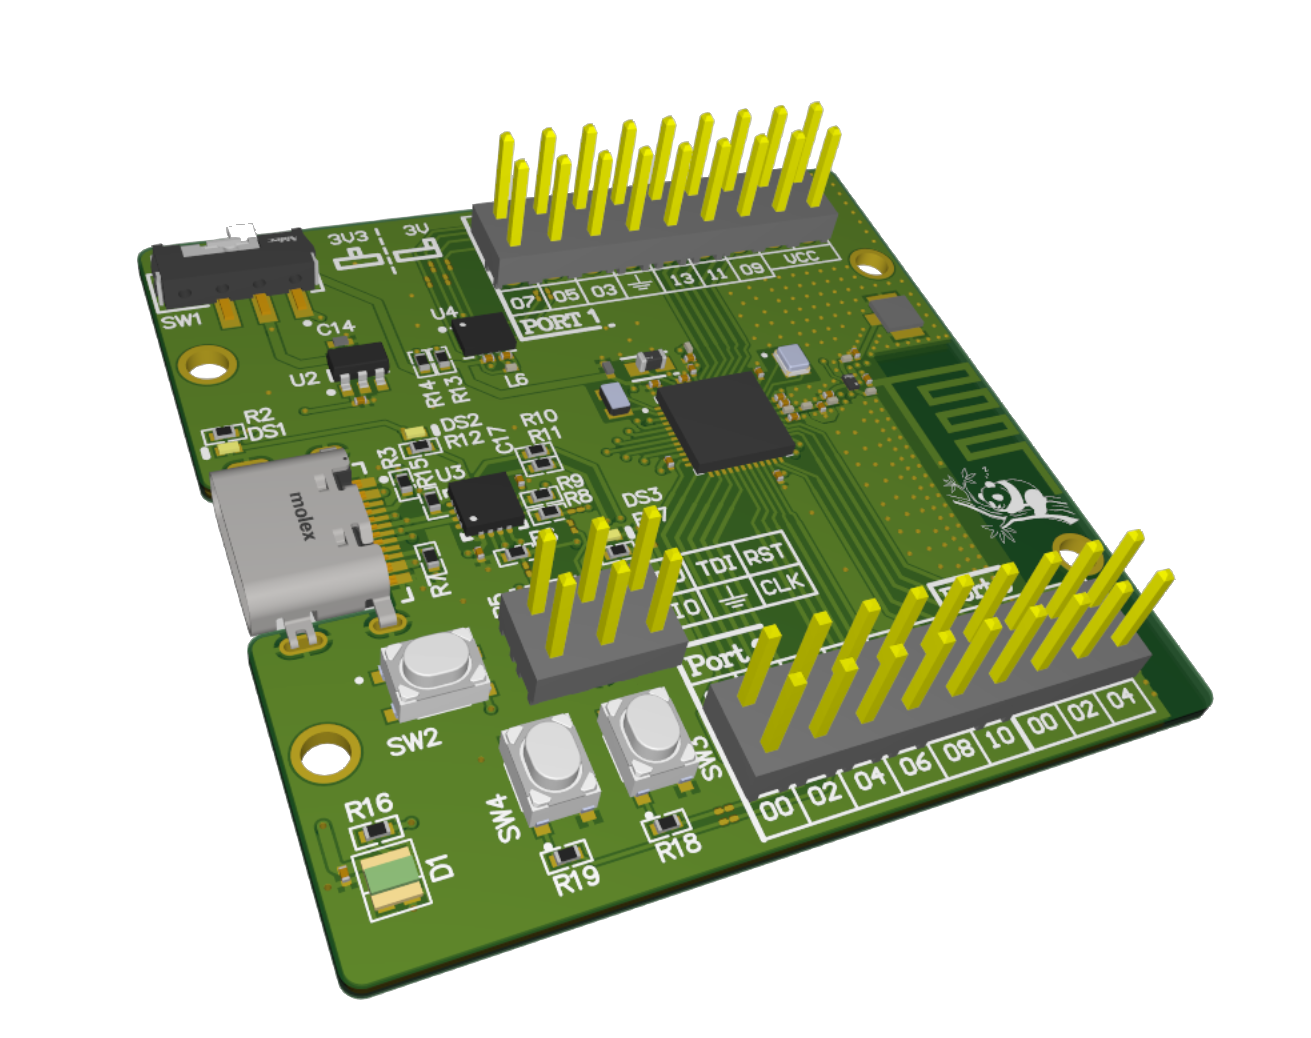 3V3
3V
SW1
C14
U4
U2
R14
R13
L6
07
05
03
13
11
09
VCC
PORT 1
R2
DS1
DS2
R12
R3
R15
U3
C17
R10
R11
R9
R8
DS3
molex
TDI
RST
CLK
Port
SW2
SW4
SW3
R16
D1
R19
R18
00
02
04
06
08
10
00
02
04
z
z